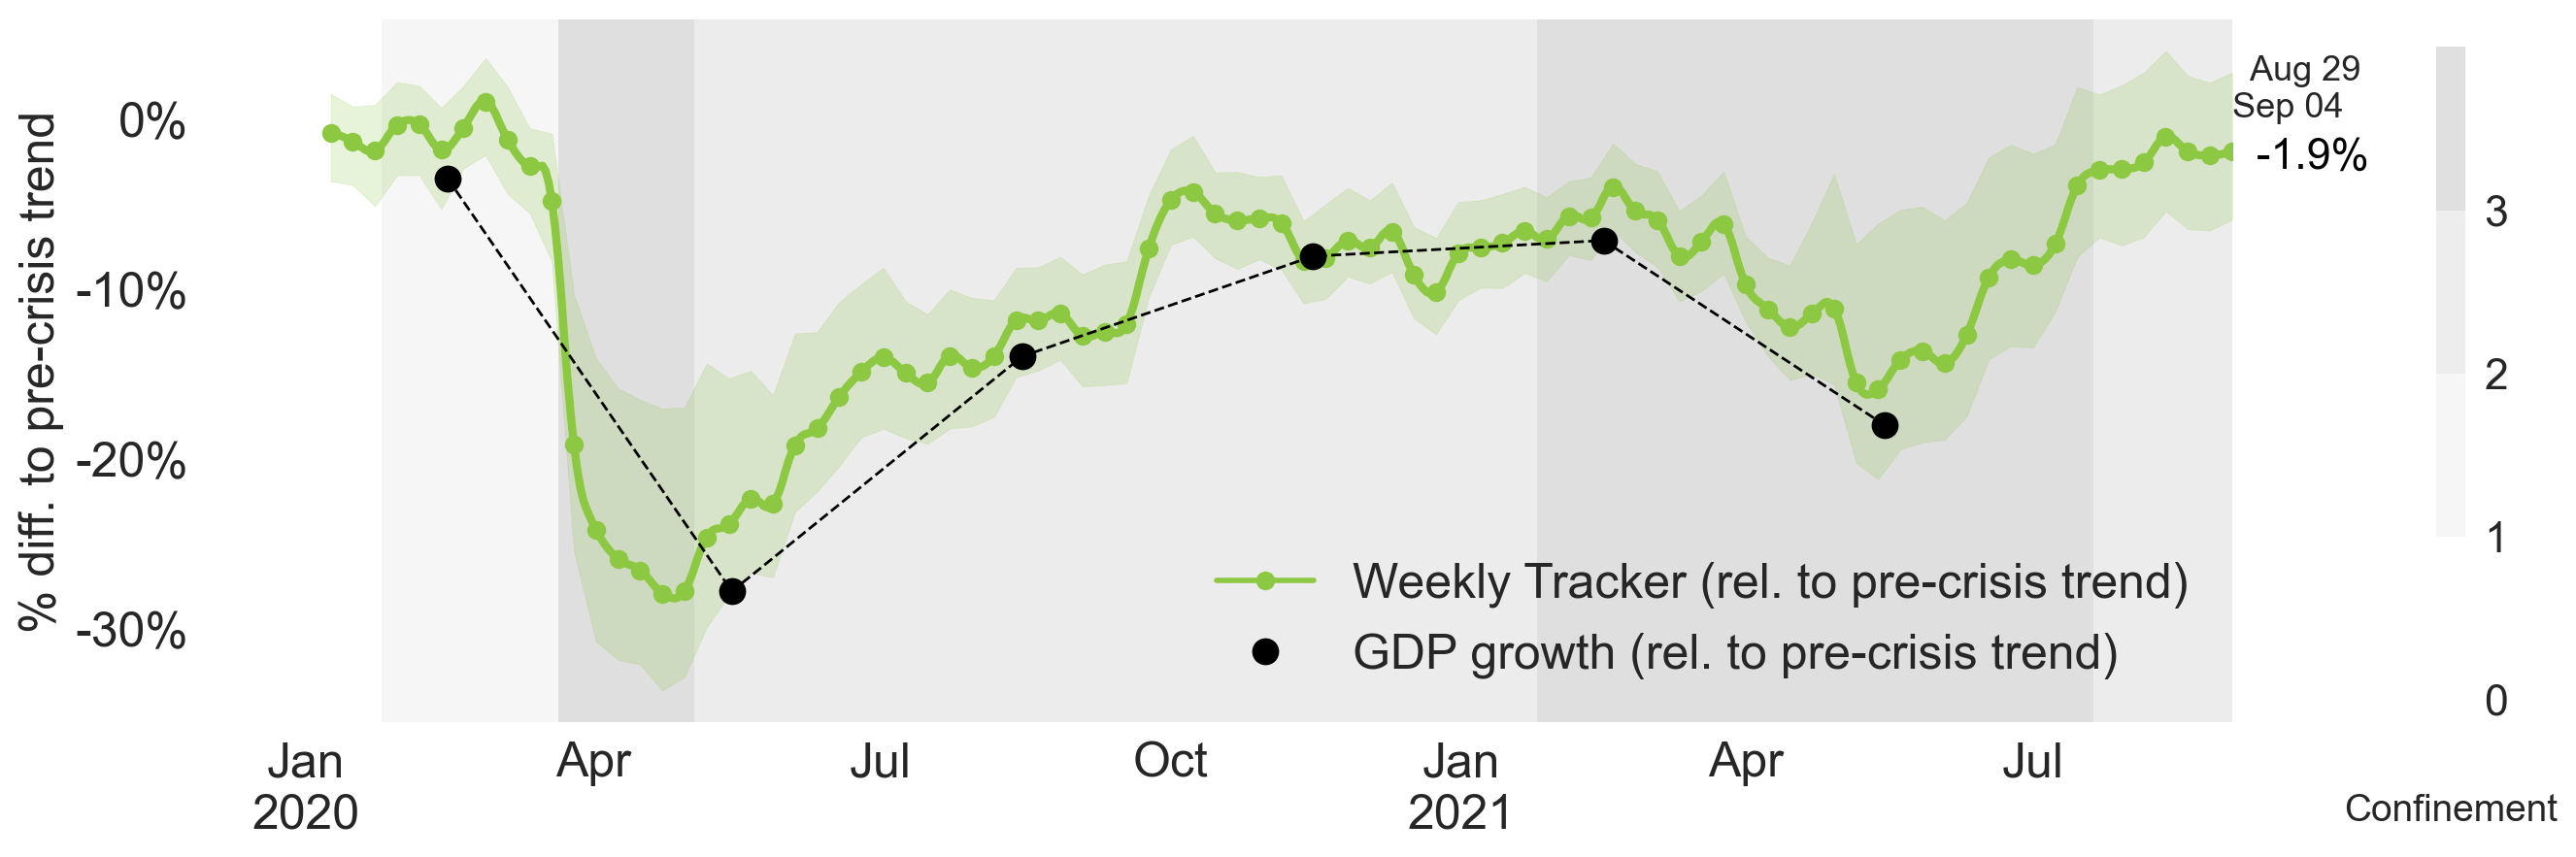 % diff. to pre-crisis trend
0%
-10%
-20%
-30%
Aug 29
Sep 04
-1.9%
Weekly Tracker (rel. to pre-crisis trend)
GDP growth (rel. to pre-crisis trend)
Jan
2020
Apr
Jul
Oct
Jan
2021
Apr
Jul
3
2
1
0
Confinement